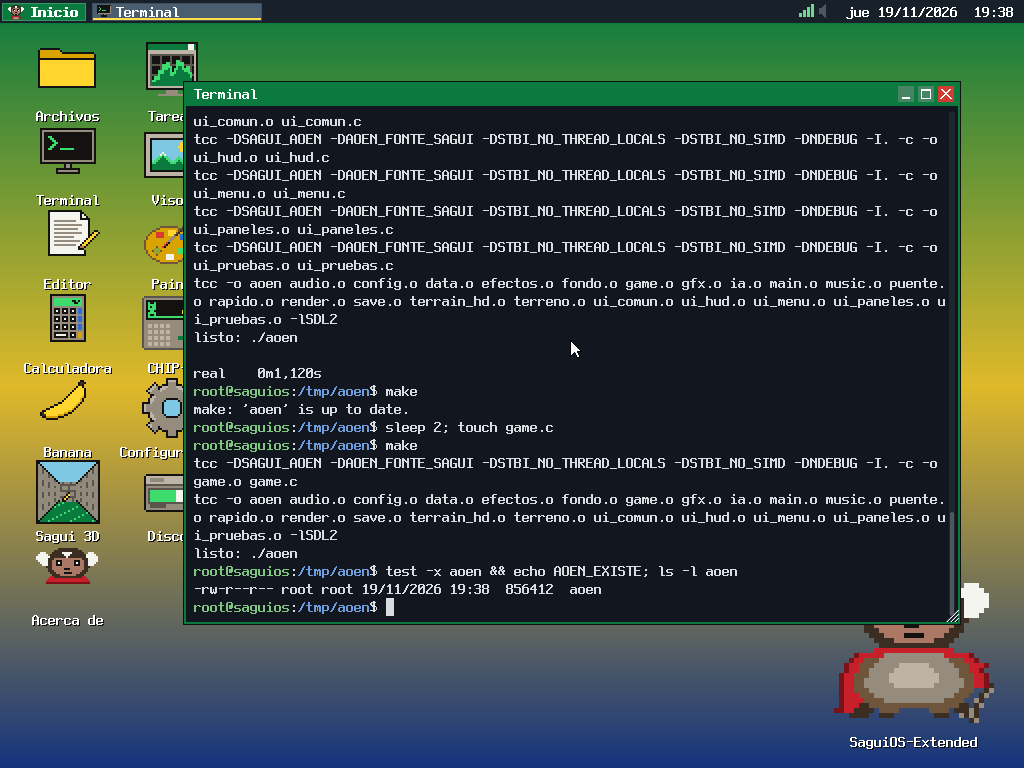 Inicio
Terminal
jue 19/11/2026 19:38
Archivos
Terminal
Editor
Calculadora
Banana
Sagui 3D
Acerca de
Tarea
Viso
Pain
CHIP-
Configur
Disco
Terminal
ui_comun.o ui_comun.c
tcc -DSAGUI_AOEN -DAOEN_FONTE_SAGUI -DSTBI_NO_THREAD_LOCALS -DSTBI_NO_SIMD -DNDEBUG -I. -c -o
ui_hud.o ui_hud.c
tcc -DSAGUI_AOEN -DAOEN_FONTE_SAGUI -DSTBI_NO_THREAD_LOCALS -DSTBI_NO_SIMD -DNDEBUG -I. -c -o
ui_menu.o ui_menu.c
tcc -DSAGUI_AOEN -DAOEN_FONTE_SAGUI -DSTBI_NO_THREAD_LOCALS -DSTBI_NO_SIMD -DNDEBUG -I. -c -o
ui_paneles.o ui_paneles.c
tcc -DSAGUI_AOEN -DAOEN_FONTE_SAGUI -DSTBI_NO_THREAD_LOCALS -DSTBI_NO_SIMD -DNDEBUG -I. -c -o
ui_pruebas.o ui_pruebas.c
tcc -o aoen audio.o config.o data.o efectos.o fondo.o game.o gfx.o ia.o main.o music.o puente.
o rapido.o render.o save.o terrain_hd.o terreno.o ui_comun.o ui_hud.o ui_menu.o ui_paneles.o u
i_pruebas.o -lSDL2
listo: ./aoen
real    0m1,120s
root@saguios:/tmp/aoen$ make
make: 'aoen' is up to date.
root@saguios:/tmp/aoen$ sleep 2; touch game.c
root@saguios:/tmp/aoen$ make
tcc -DSAGUI_AOEN -DAOEN_FONTE_SAGUI -DSTBI_NO_THREAD_LOCALS -DSTBI_NO_SIMD -DNDEBUG -I. -c -o
game.o game.c
tcc -o aoen audio.o config.o data.o efectos.o fondo.o game.o gfx.o ia.o main.o music.o puente.
o rapido.o render.o save.o terrain_hd.o terreno.o ui_comun.o ui_hud.o ui_menu.o ui_paneles.o u
i_pruebas.o -lSDL2
listo: ./aoen
root@saguios:/tmp/aoen$ test -x aoen && echo AOEN_EXISTE; ls -l aoen
-rw-r--r-- root root 19/11/2026 19:38  856412  aoen
root@saguios:/tmp/aoen$
SaguiOS-Extended